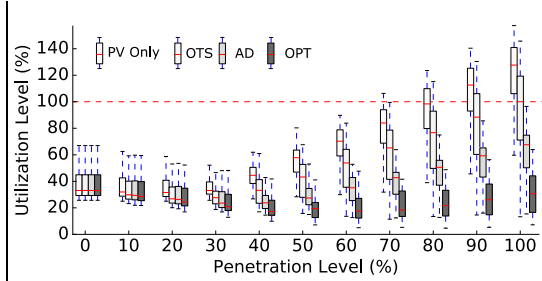 140
120
100
80
60
40
20
0
Utilization Level (%)
PV Only OTS AD OPT
0 10 20 30 40 50 60 70 80 90 100
Penetration Level (%)